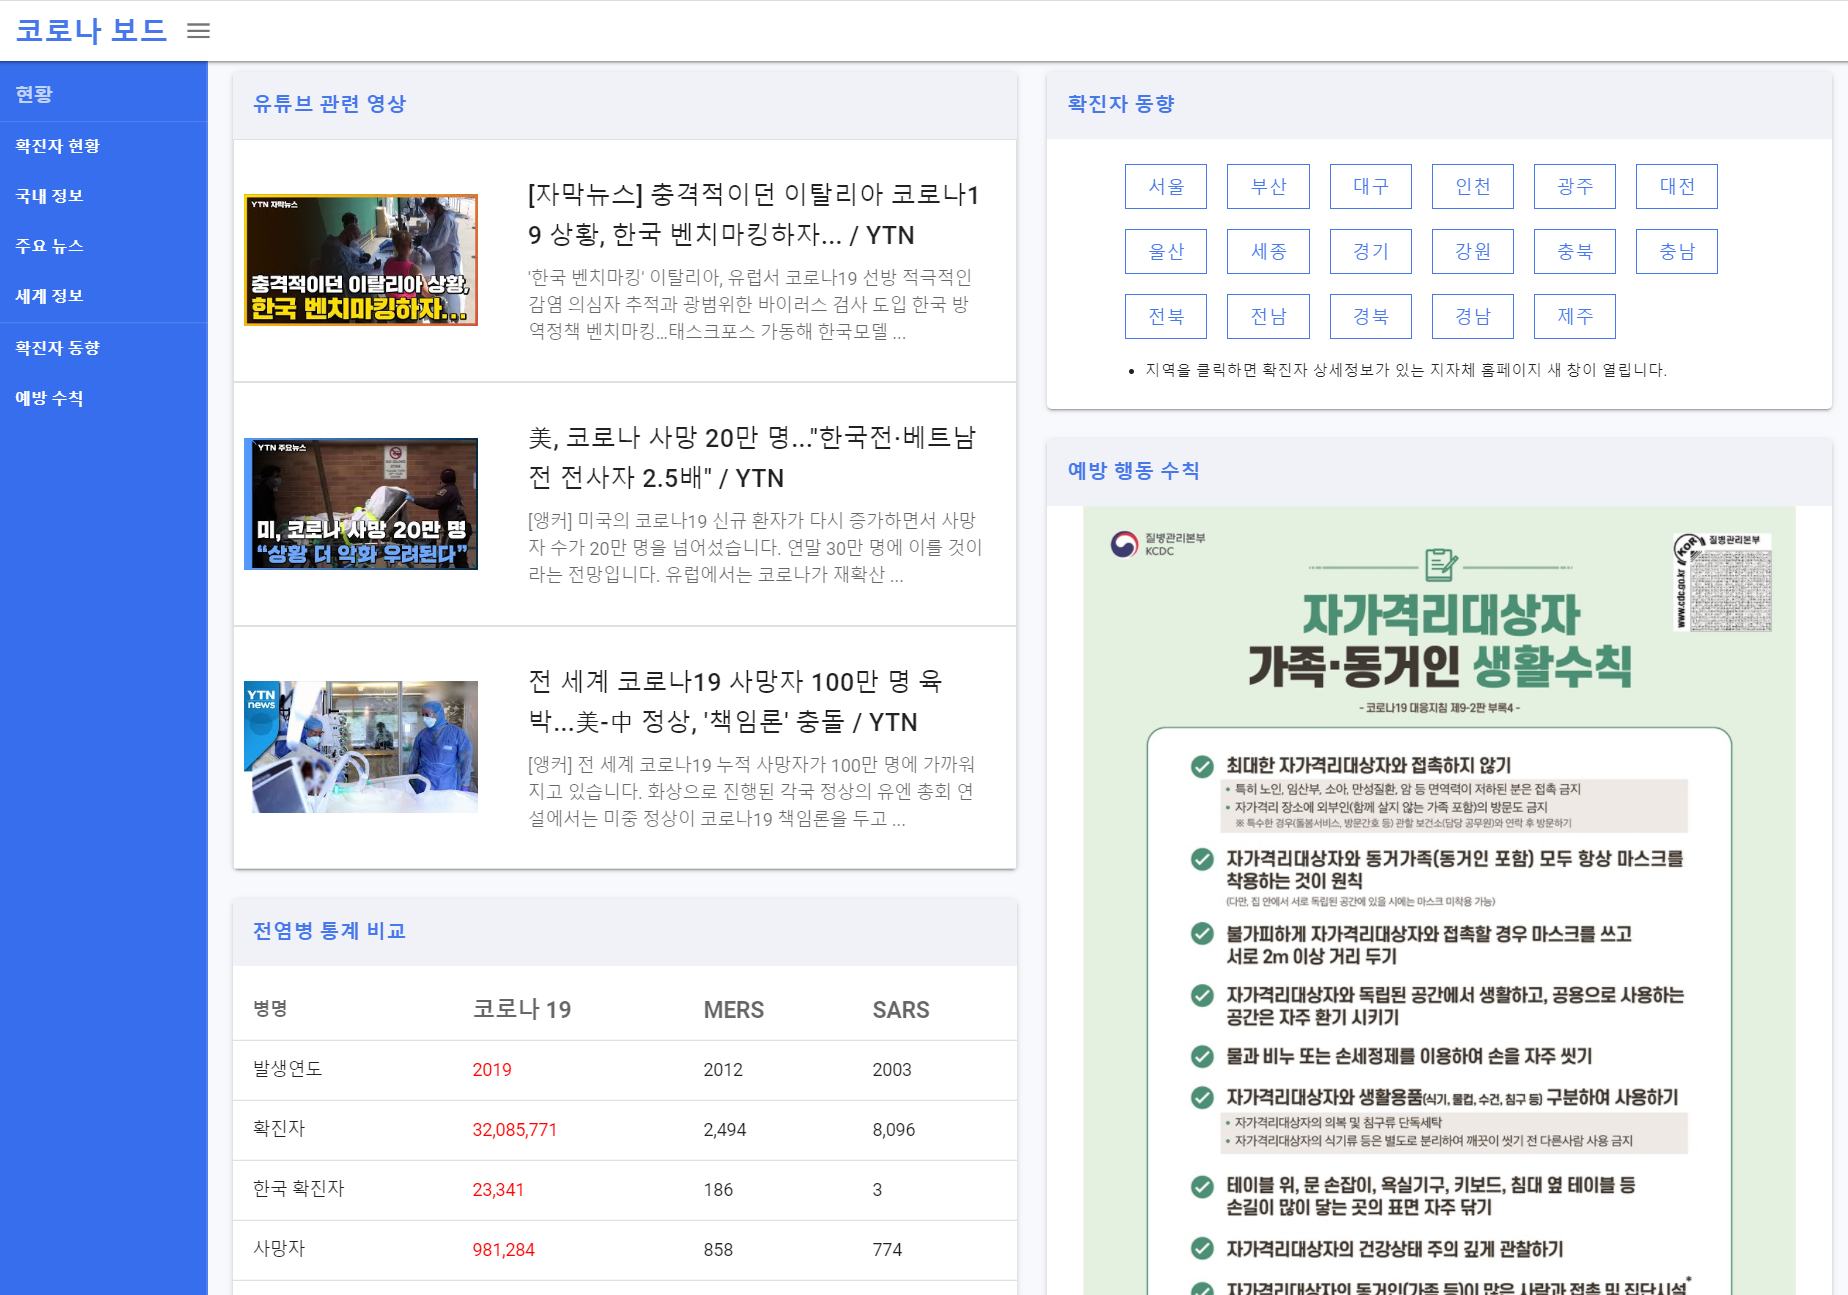 코로나 보드
현황
확진자 현황
국내 정보
주요 뉴스
세계 정보
확진자 동향
예방 수칙
유튜브 관련 영상
YTN 자막뉴스
충격적이던 이탈리아 상황,
한국 벤치마킹하자...
[자막뉴스] 충격적이던 이탈리아 코로나1
9 상황, 한국 벤치마킹하자... / YTN
'한국 벤치마킹' 이탈리아, 유럽서 코로나19 선방 적극적인
감염 의심자 추적과 광범위한 바이러스 검사 도입 한국 방
역정책 벤치마킹...태스크포스 가동해 한국모델 ...
YTN 주요뉴스
미, 코로나 사망 20만 명
“상황 더 악화 우려된다”
美, 코로나 사망 20만 명..."한국전·베트남
전 전사자 2.5배" / YTN
[앵커] 미국의 코로나19 신규 환자가 다시 증가하면서 사망
자 수가 20만 명을 넘어섰습니다. 연말 30만 명에 이를 것이
라는 전망입니다. 유럽에서는 코로나가 재확산 ...
YTN
news
전 세계 코로나19 사망자 100만 명 육
박...美-中 정상, '책임론' 충돌 / YTN
[앵커] 전 세계 코로나19 누적 사망자가 100만 명에 가까워
지고 있습니다. 화상으로 진행된 각국 정상의 유엔 총회 연
설에서는 미중 정상이 코로나19 책임론을 두고 ...
전염병 통계 비교
병명 코로나 19 MERS SARS
발생연도 2019 2012 2003
확진자 32,085,771 2,494 8,096
한국 확진자 23,341 186 3
사망자 981,284 858 774
확진자 동향
서울 부산 대구 인천 광주 대전
울산 세종 경기 강원 충북 충남
전북 전남 경북 경남 제주
• 지역을 클릭하면 확진자 상세정보가 있는 지자체 홈페이지 새 창이 열립니다.
예방 행동 수칙
질병관리본부
KCDC
KOR
질병관리본부
www.cdc.go.kr
자가격리대상자
가족·동거인 생활수칙
- 코로나19 대응지침 제9-2판 부록4 -
최대한 자가격리대상자와 접촉하지 않기
• 특히 노인, 임산부, 소아, 만성질환, 암 등 면역력이 저하된 분은 접촉 금지
• 자가격리 장소에 외부인(함께 살지 않는 가족 포함)의 방문도 금지
※ 특수한 경우(돌봄서비스, 방문간호 등) 관할 보건소(담당 공무원)와 연락 후 방문하기
자가격리대상자와 동거가족(동거인 포함) 모두 항상 마스크를
착용하는 것이 원칙
(다만, 집 안에서 서로 독립된 공간에 있을 시에는 마스크 미착용 가능)
불가피하게 자가격리대상자와 접촉할 경우 마스크를 쓰고
서로 2m 이상 거리 두기
자가격리대상자와 독립된 공간에서 생활하고, 공용으로 사용하는
공간은 자주 환기 시키기
물과 비누 또는 손세정제를 이용하여 손을 자주 씻기
자가격리대상자와 생활용품(식기, 물컵, 수건, 침구 등) 구분하여 사용하기
• 자가격리대상자의 의복 및 침구류 단독세탁
• 자가격리대상자의 식기류 등은 별도로 분리하여 깨끗이 씻기 전 다른사람 사용 금지
테이블 위, 문 손잡이, 욕실기구, 키보드, 침대 옆 테이블 등
손길이 많이 닿는 곳의 표면 자주 닦기
자가격리대상자의 건강상태 주의 깊게 관찰하기
자가격리대상자의 동거인(가족 등)이 많은 사람과 접촉 및 집단시설*